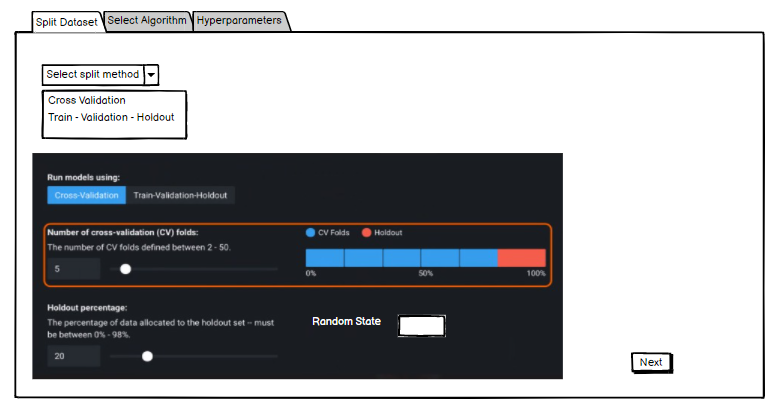 Split Dataset
Select Algorithm
Hyperparameters
Select split method
Cross Validation
Train - Validation - Holdout
Run models using:
Cross-Validation
Train-Validation-Holdout
Number of cross-validation (CV) folds:
The number of CV folds defined between 2 - 50.
5
CV Folds
Holdout
0%
50%
100%
Holdout percentage:
The percentage of data allocated to the holdout set – must
be between 0% - 98%.
20
Random State
Next